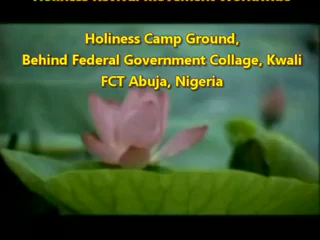 Holiness Camp Ground,
Behind Federal Government Collage, Kwali
FCT Abuja, Nigeria